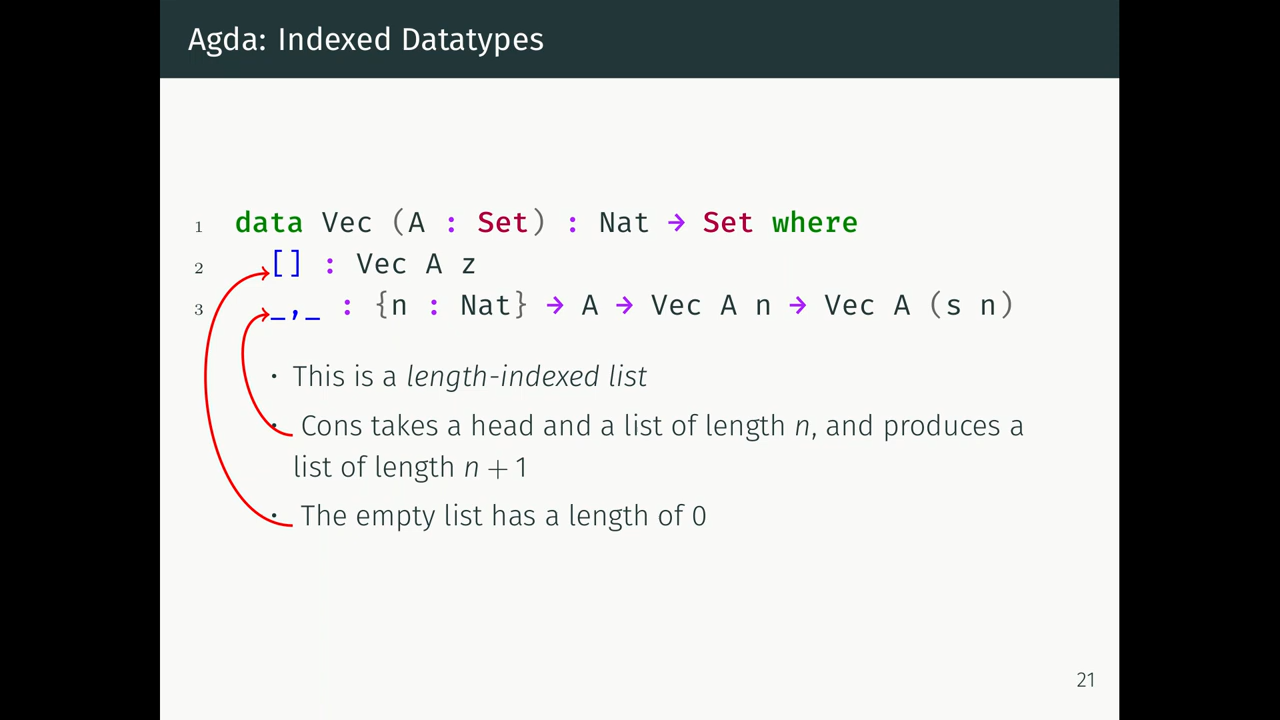 Agda: Indexed Datatypes
1 data Vec (A : Set) : Nat → Set where
2 [] : Vec A z
3 _,_ : {n : Nat} → A → Vec A n → Vec A (s n)
• This is a length-indexed list
• Cons takes a head and a list of length n, and produces a
list of length n + 1
• The empty list has a length of 0
21